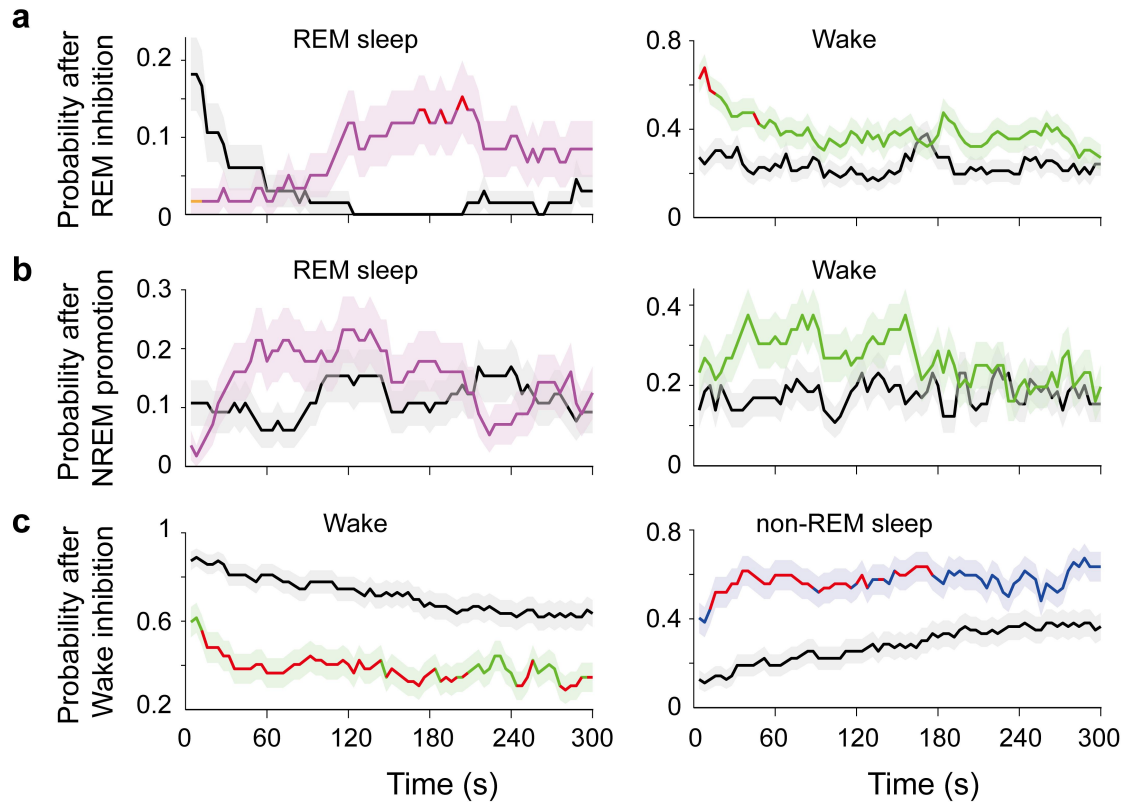 a
REM sleep
Wake
Probability after
REM inhibition
0.2
0.1
0
0.8
0.4
0
b
REM sleep
Wake
Probability after
NREM promotion
0.3
0.2
0.1
0
0.4
0.2
0
c
Wake
non-REM sleep
Probability after
Wake inhibition
1
0.6
0.2
0.8
0.4
0
0 60 120 180 240 300
0 60 120 180 240 300
Time (s)
Time (s)